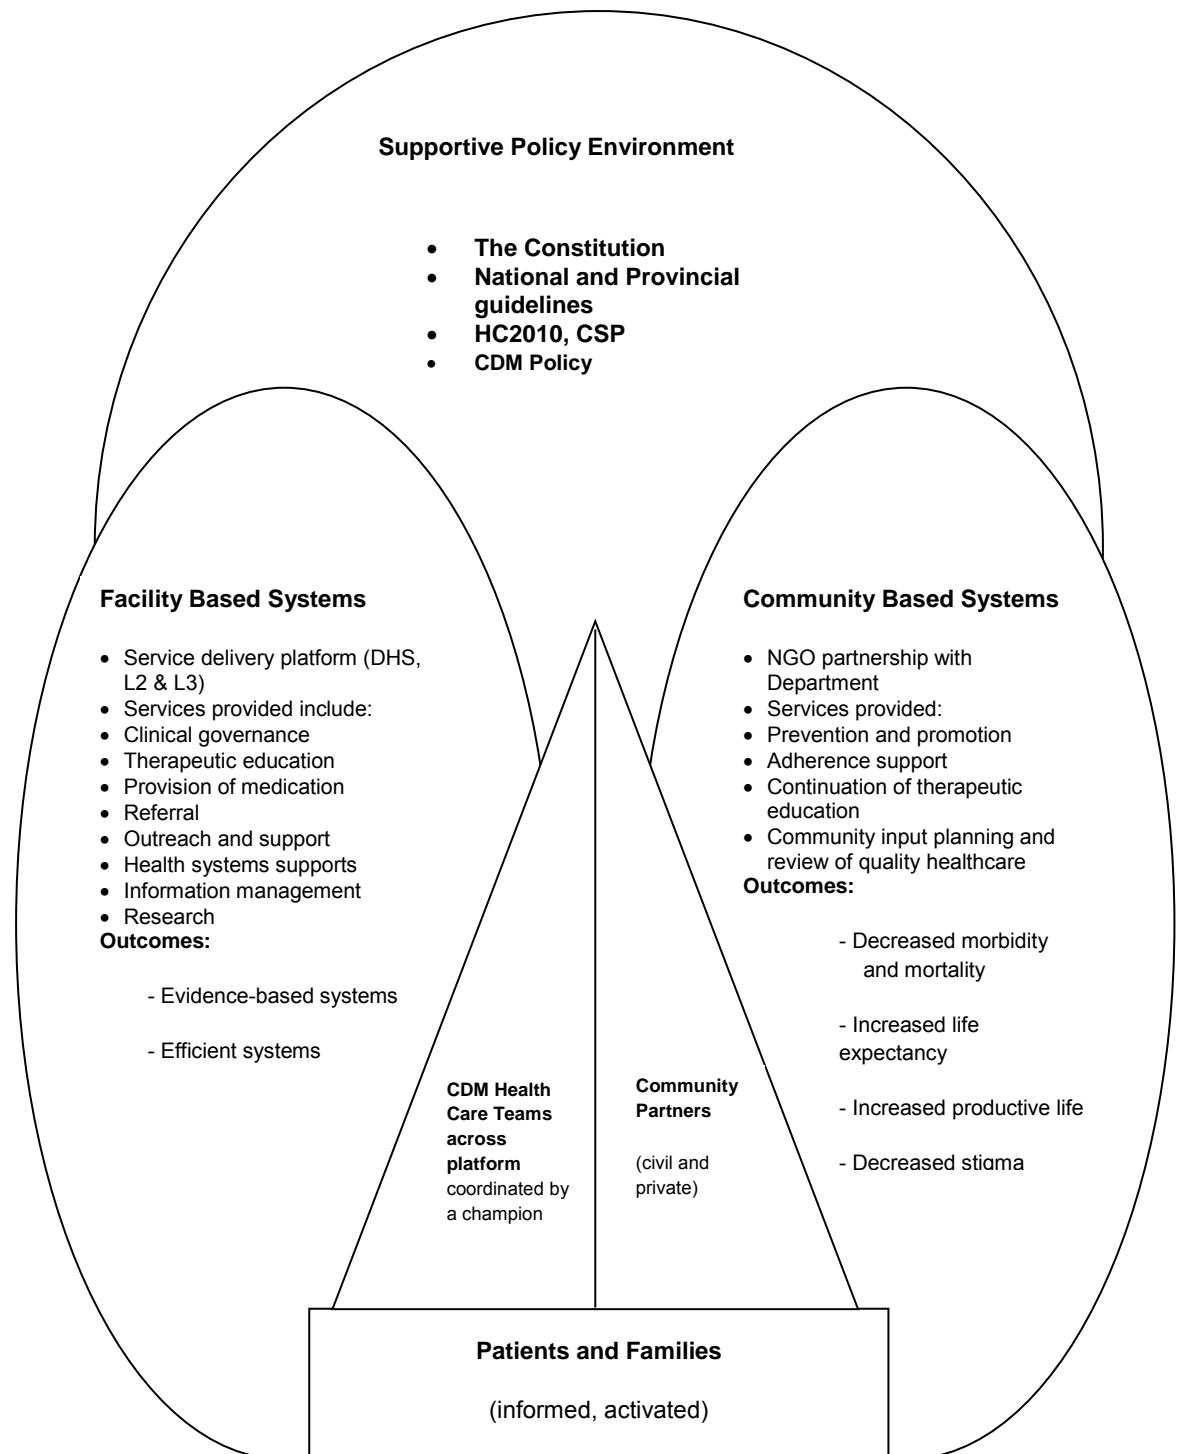 Supportive Policy Environment
• The Constitution
• National and Provincial
guidelines
• HC2010, CSP
• CDM Policy
Facility Based Systems
• Service delivery platform (DHS,
L2 & L3)
• Services provided include:
• Clinical governance
• Therapeutic education
• Provision of medication
• Referral
• Outreach and support
• Health systems supports
• Information management
• Research
Outcomes:
- Evidence-based systems
- Efficient systems
Community Based Systems
• NGO partnership with
Department
• Services provided:
• Prevention and promotion
• Adherence support
• Continuation of therapeutic
education
• Community input planning and
review of quality healthcare
Outcomes:
- Decreased morbidity
and mortality
- Increased life
expectancy
- Increased productive life
- Decreased stigma
CDM Health
Care Teams
across
platform
coordinated by
a champion
Community
Partners
(civil and
private)
Patients and Families
(informed, activated)